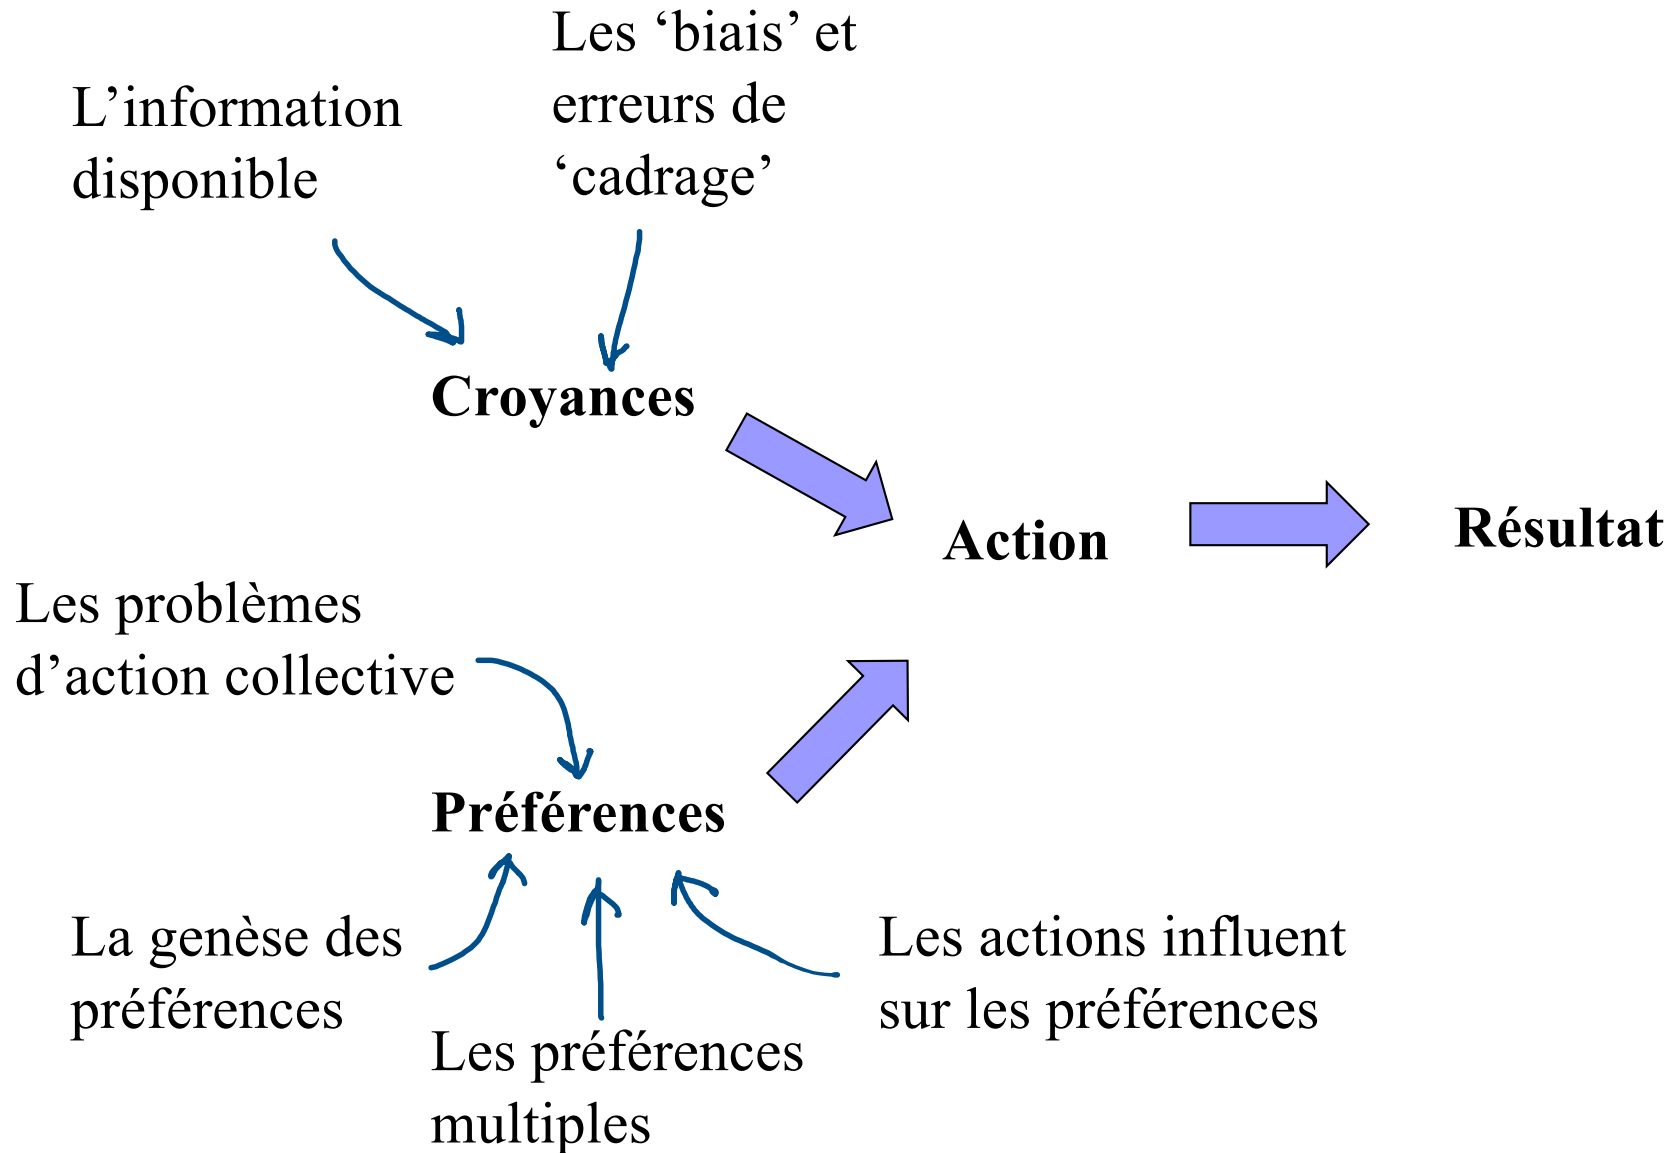 Les ‘biais’ et
erreurs de
‘cadrage’
L’information
disponible
Croyances
Action
Résultat
Les problèmes
d’action collective
Préférences
La genèse des
préférences
Les préférences
multiples
Les actions influent
sur les préférences